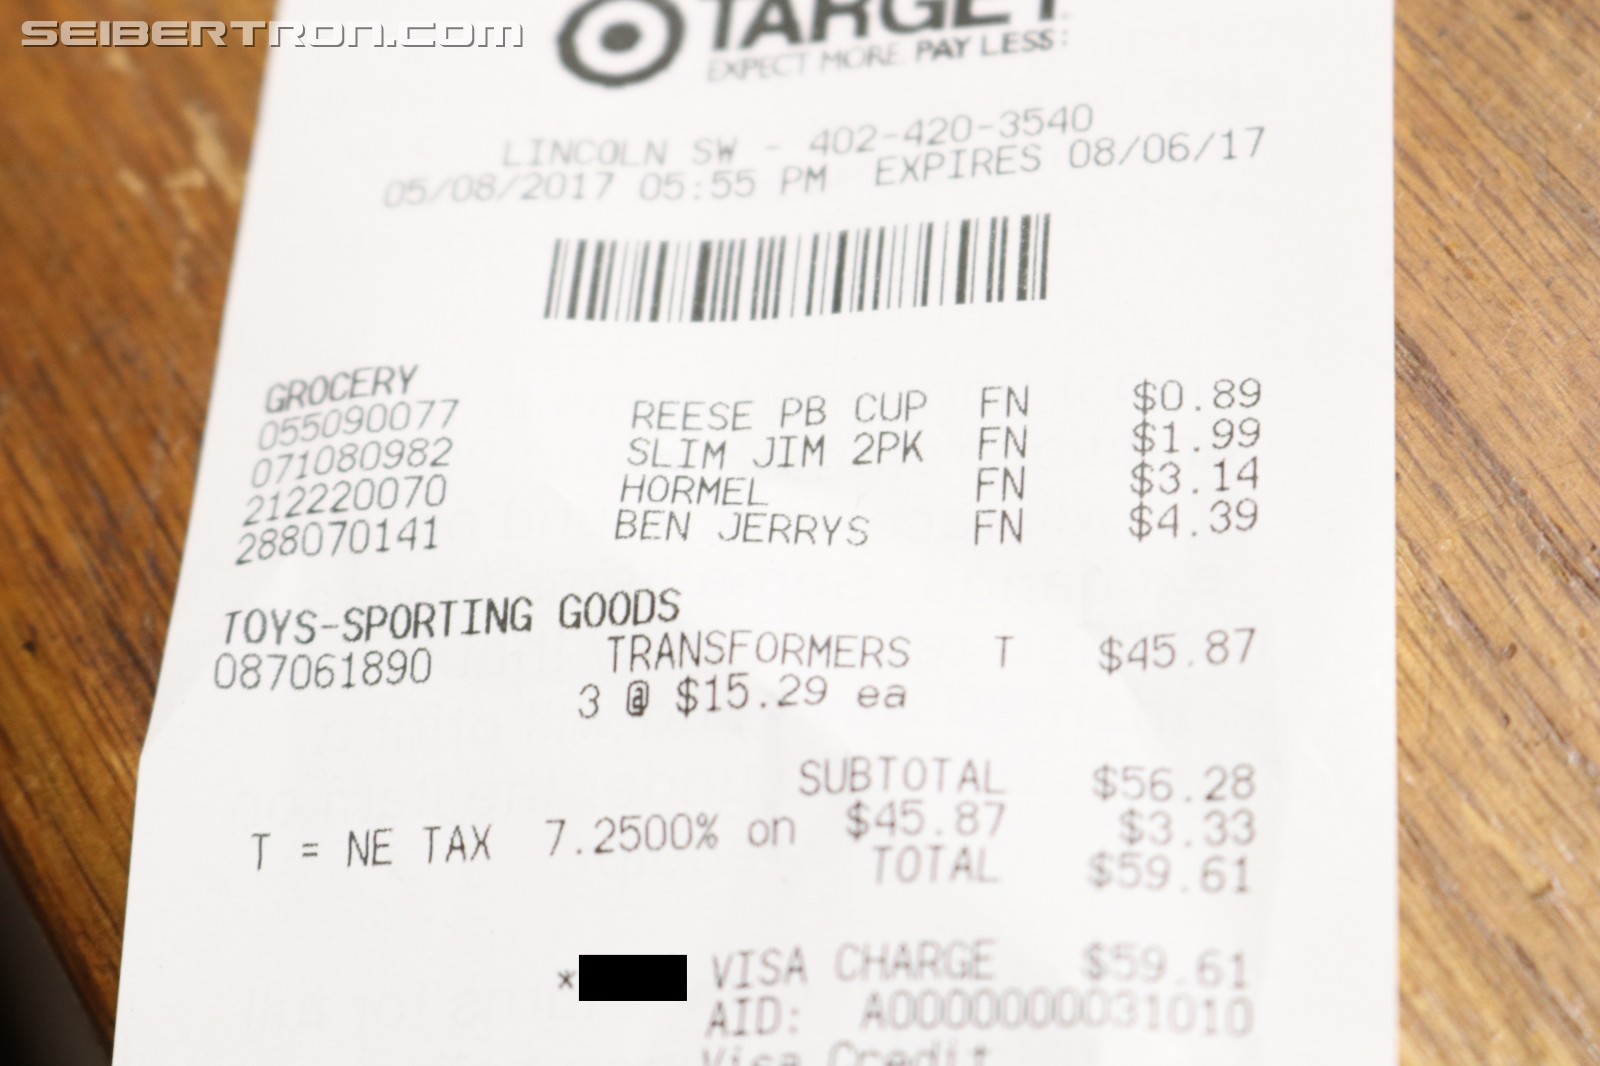 SEIBERTRON.com
TARGET
EXPECT MORE. PAY LESS:
LINCOLN SW - 402-420-3540
05/08/2017 05:55 PM EXPIRES 08/06/17
GROCERY
055090077 REESE PB CUP FN $0.89
071080982 SLIM JIM 2PK FN $1.99
212220070 HORMEL FN $3.14
288070141 BEN JERRYS FN $4.39
TOYS-SPORTING GOODS
087061890 TRANSFORMERS T $45.87
3 @ $15.29 ea
SUBTOTAL $56.28
T = NE TAX 7.2500% on $45.87 $3.33
TOTAL $59.61
* VISA CHARGE $59.61
AID: A0000000031010
Visa Credit